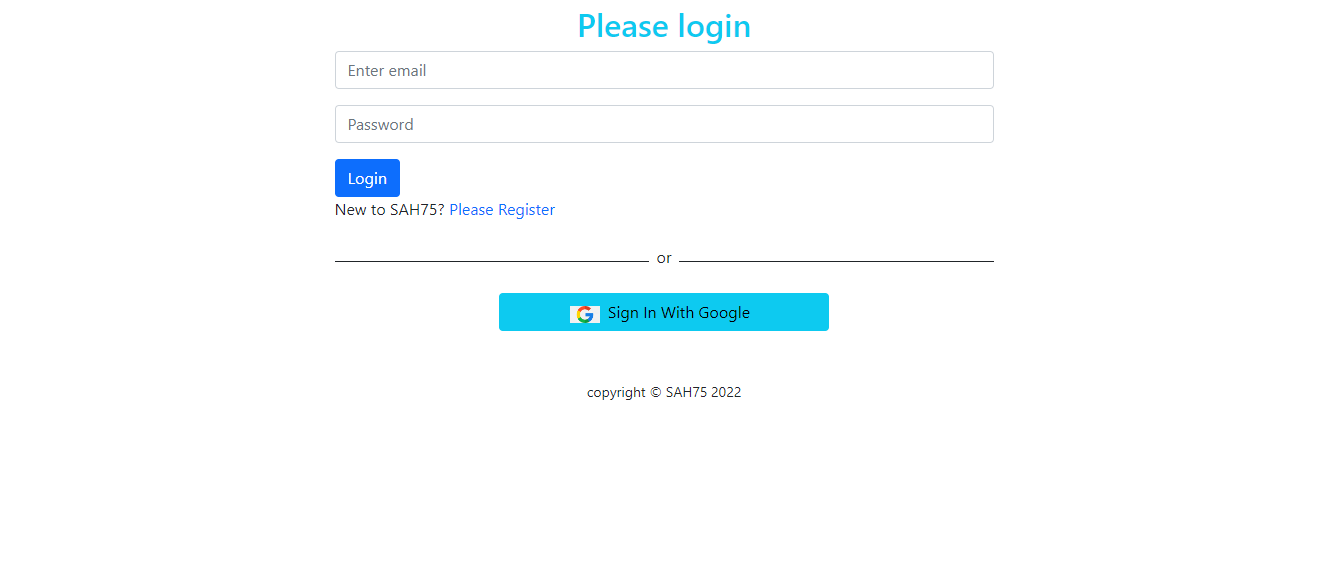 Please login
Enter email
Password
Login
New to SAH75? Please Register
or
Sign In With Google
copyright © SAH75 2022